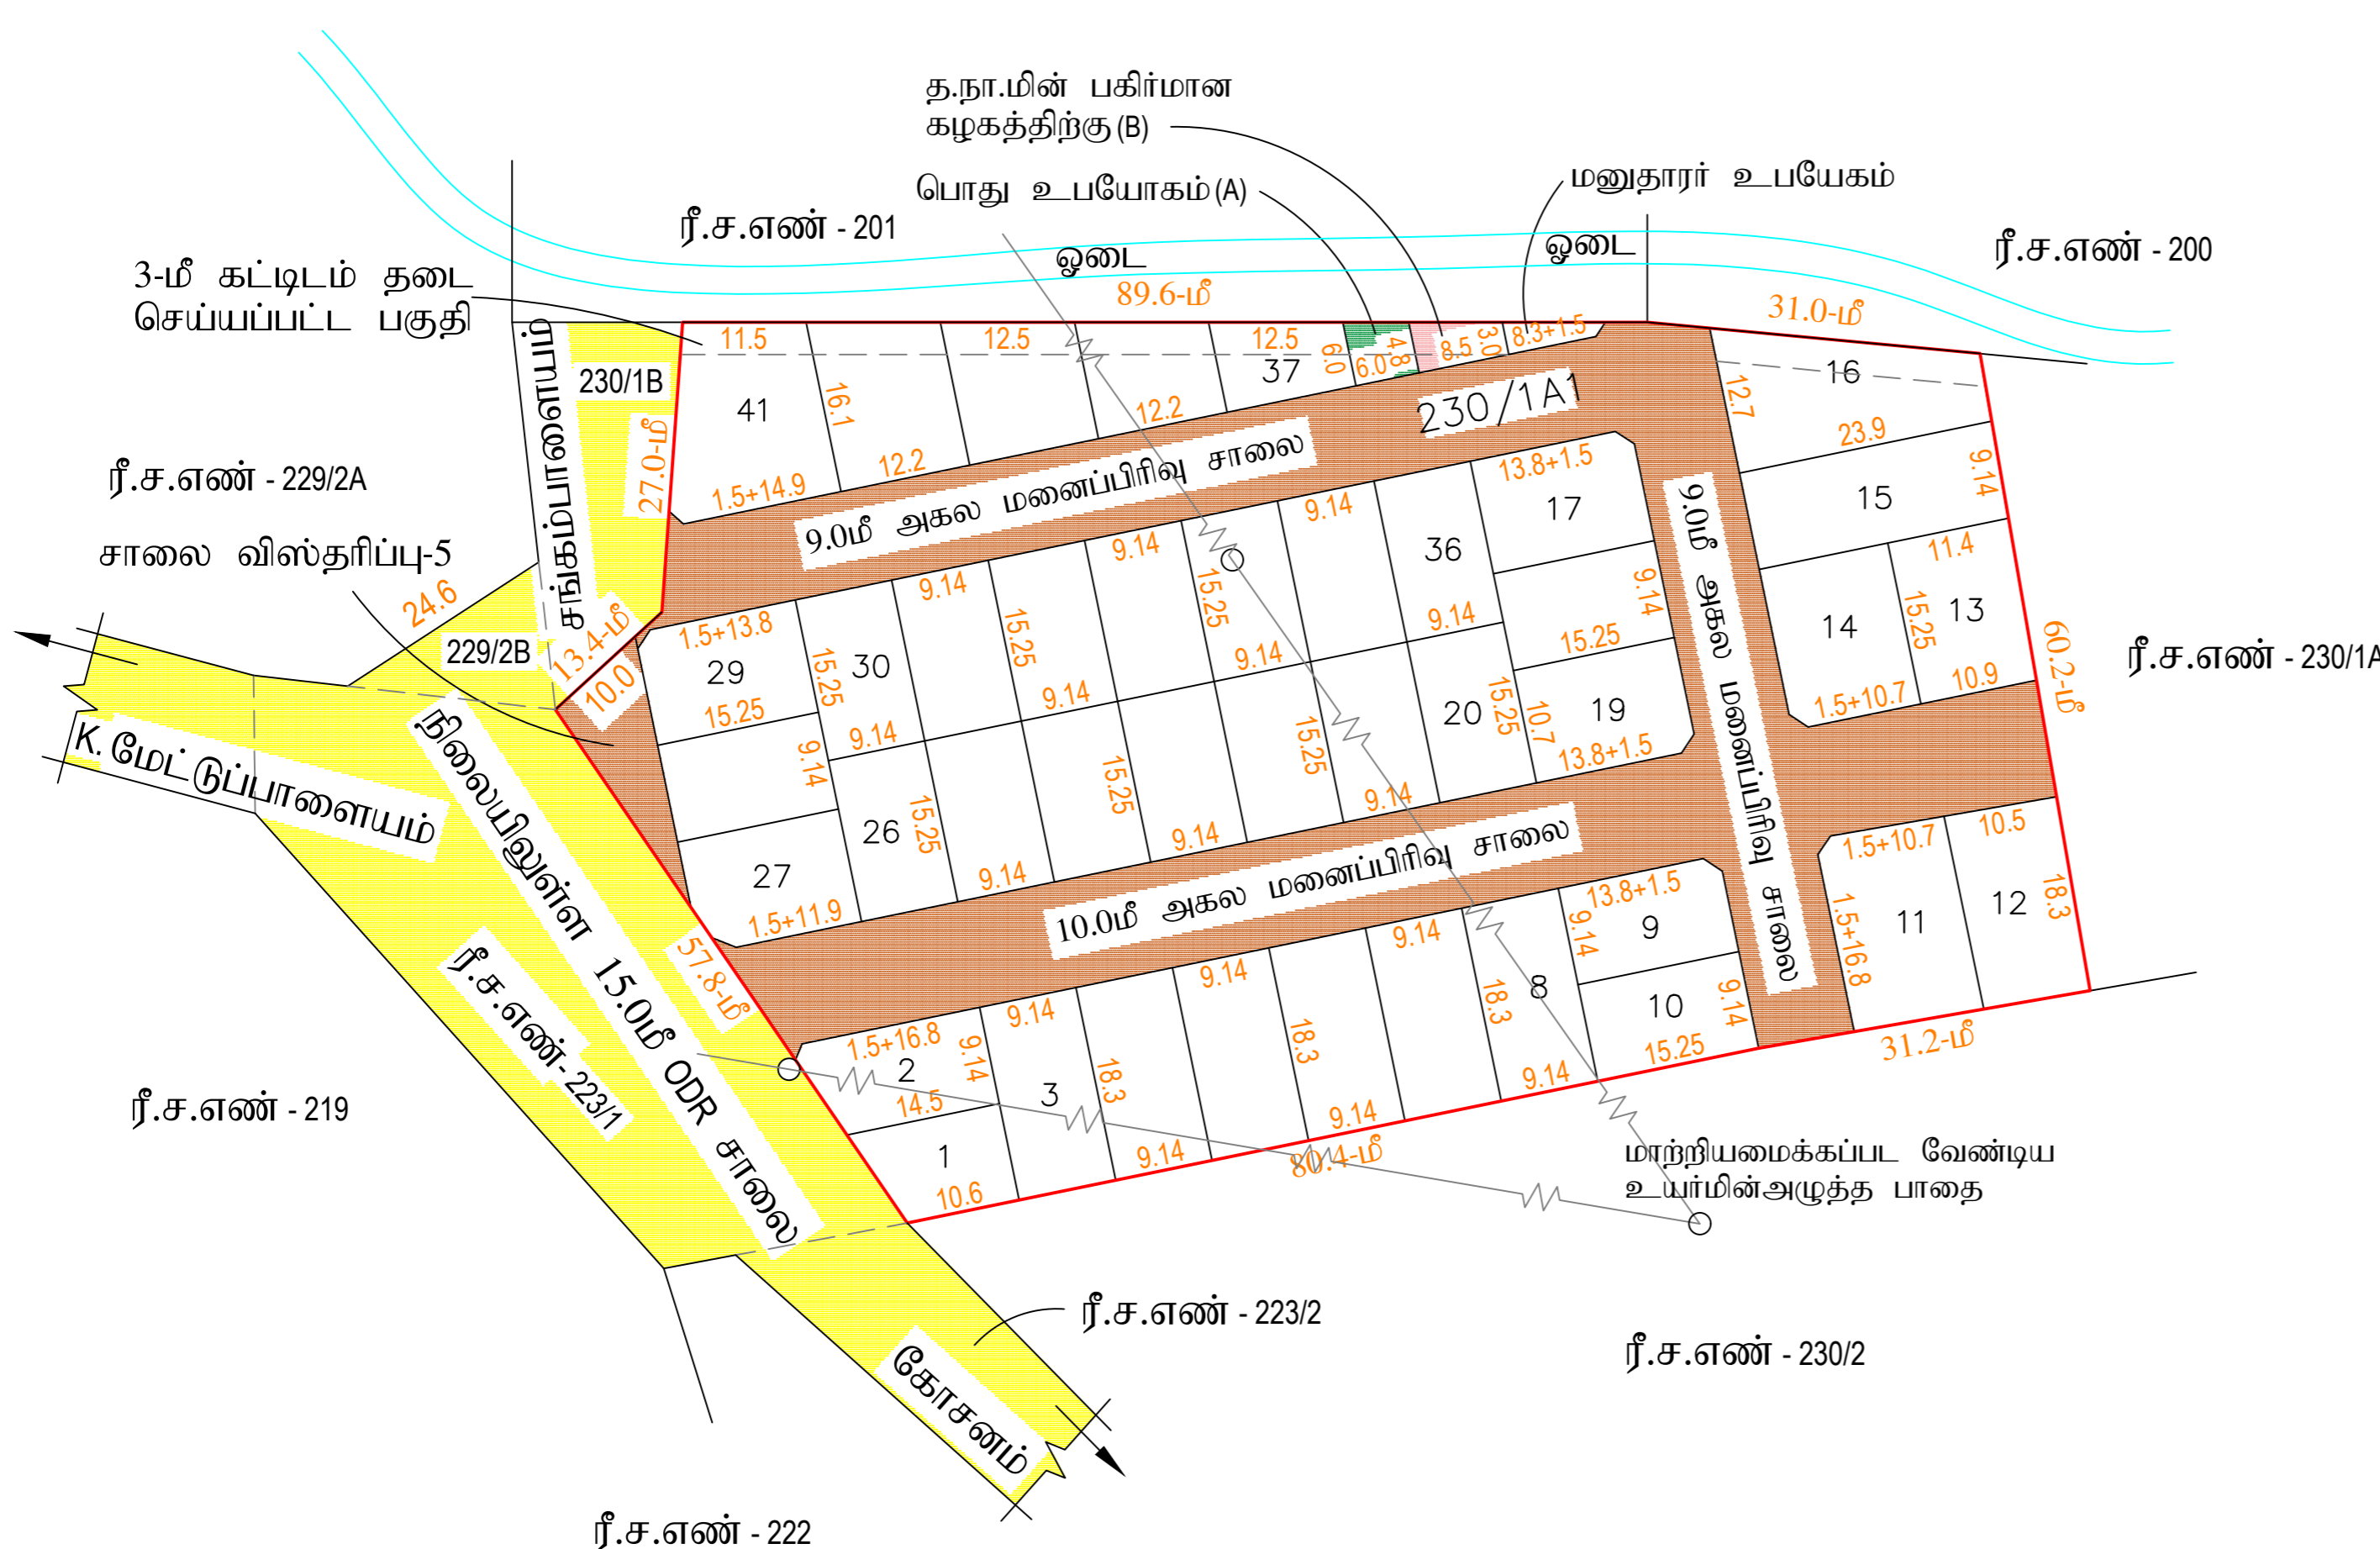 த.நா.மின் பகிர்மான
கழகத்திற்கு (B)
பொது உபயோகம் (A)
மனுதாரர் உபயேகம்
ரீ.ச.எண் - 201
ரீ.ச.எண் - 200
ஓடை
ஓடை
89.6-மீ
31.0-மீ
3-மீ கட்டிடம் தடை
செய்யப்பட்ட பகுதி
சங்கம்பாளையம்
230/1B
27.0-மீ
11.5
12.5
12.5
6.0
6.0
4.8
8.5
3.0
8.3+1.5
41
16.1
37
12.2
12.2
1.5+14.9
230/1A1
16
12.7
23.9
9.14
15
ரீ.ச.எண் - 229/2A
சாலை விஸ்தரிப்பு-5
24.6
229/2B
13.4-மீ
10.0
9.0மீ அகல மனைப்பிரிவு சாலை
13.8+1.5
17
9.14
9.14
9.14
36
9.14
1.5+13.8
29
15.25
15.25
30
15.25
15.25
9.14
15.25
9.14
9.14
9.14
9.14
20
15.25
10.7
19
13.8+1.5
9.0மீ அகல மனைப்பிரிவு சாலை
14
15.25
11.4
13
1.5+10.7
10.9
60.2-மீ
ரீ.ச.எண் - 230/1A
K. மேட்டுப்பாளையம்
நிலையிலுள்ள 15.0மீ ODR சாலை
9.14
26
15.25
15.25
15.25
27
1.5+11.9
9.14
9.14
9.14
10.0மீ அகல மனைப்பிரிவு சாலை
1.5+10.7
10.5
11
12
18.3
1.5+16.8
13.8+1.5
9.14
9
10
9.14
15.25
8
18.3
9.14
9.14
9.14
9.14
57.8-மீ
ரீ.ச.எண்- 223/1
1.5+16.8
2
9.14
14.5
1
10.6
3
18.3
18.3
9.14
9.14
80.4-மீ
31.2-மீ
ரீ.ச.எண் - 219
மாற்றியமைக்கப்பட வேண்டிய
உயர்மின்அழுத்த பாதை
ரீ.ச.எண் - 223/2
ரீ.ச.எண் - 230/2
கோசனம்
ரீ.ச.எண் - 222